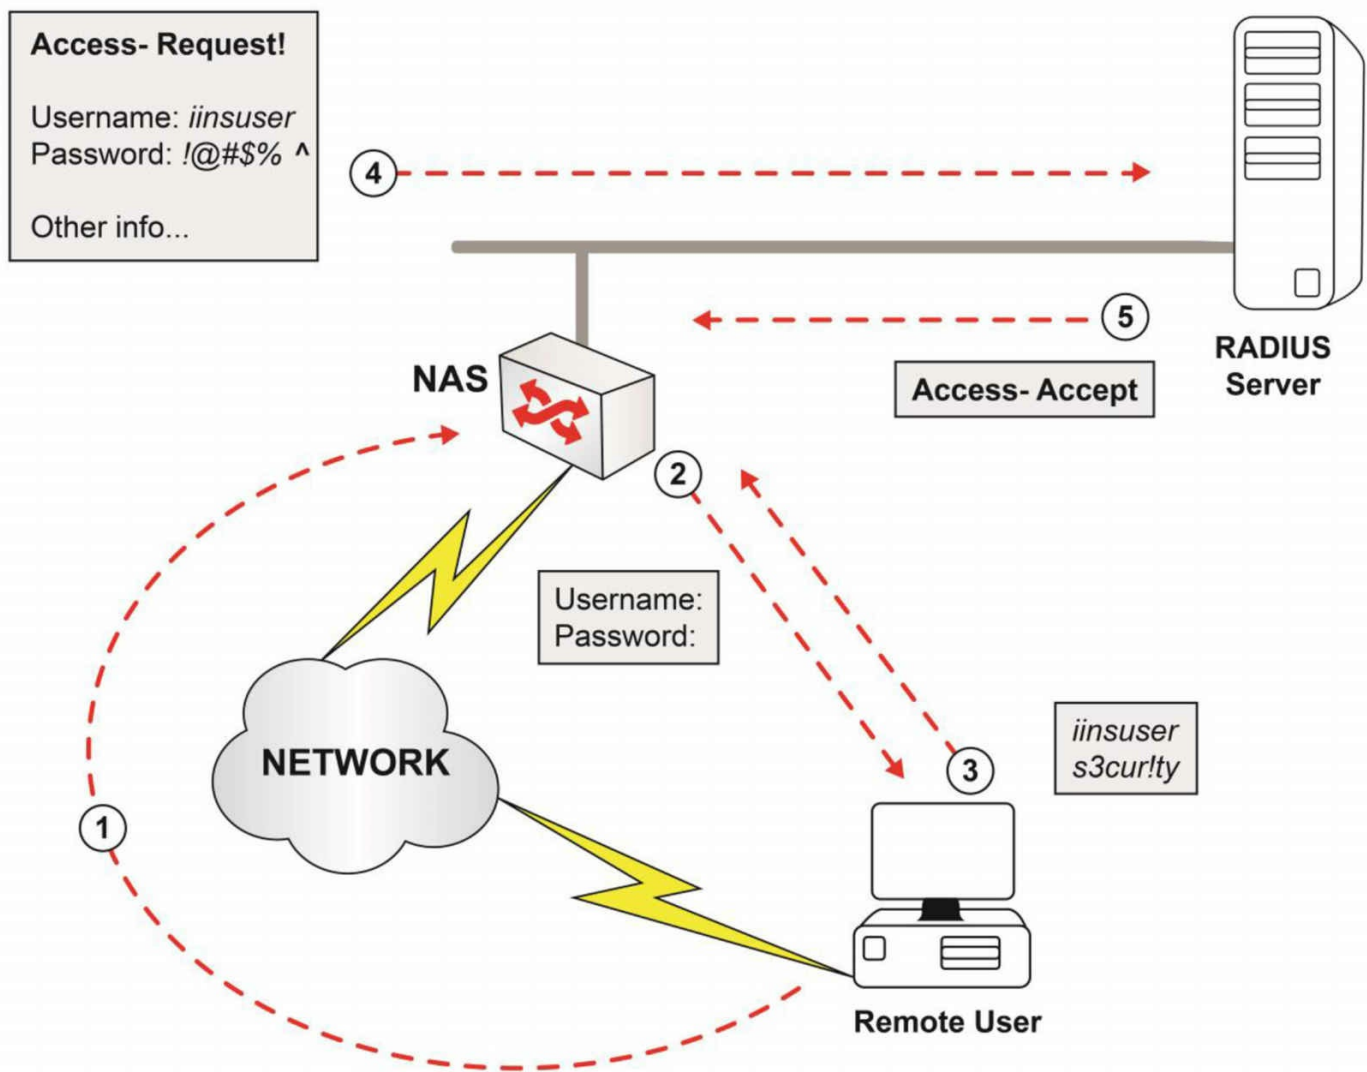 Access- Request!
Username: iinsuser
Password: !@#$% ^
Other info...
4
5
RADIUS
Server
Access- Accept
NAS
2
Username:
Password:
iinsuser
s3cur!ty
3
NETWORK
1
Remote User